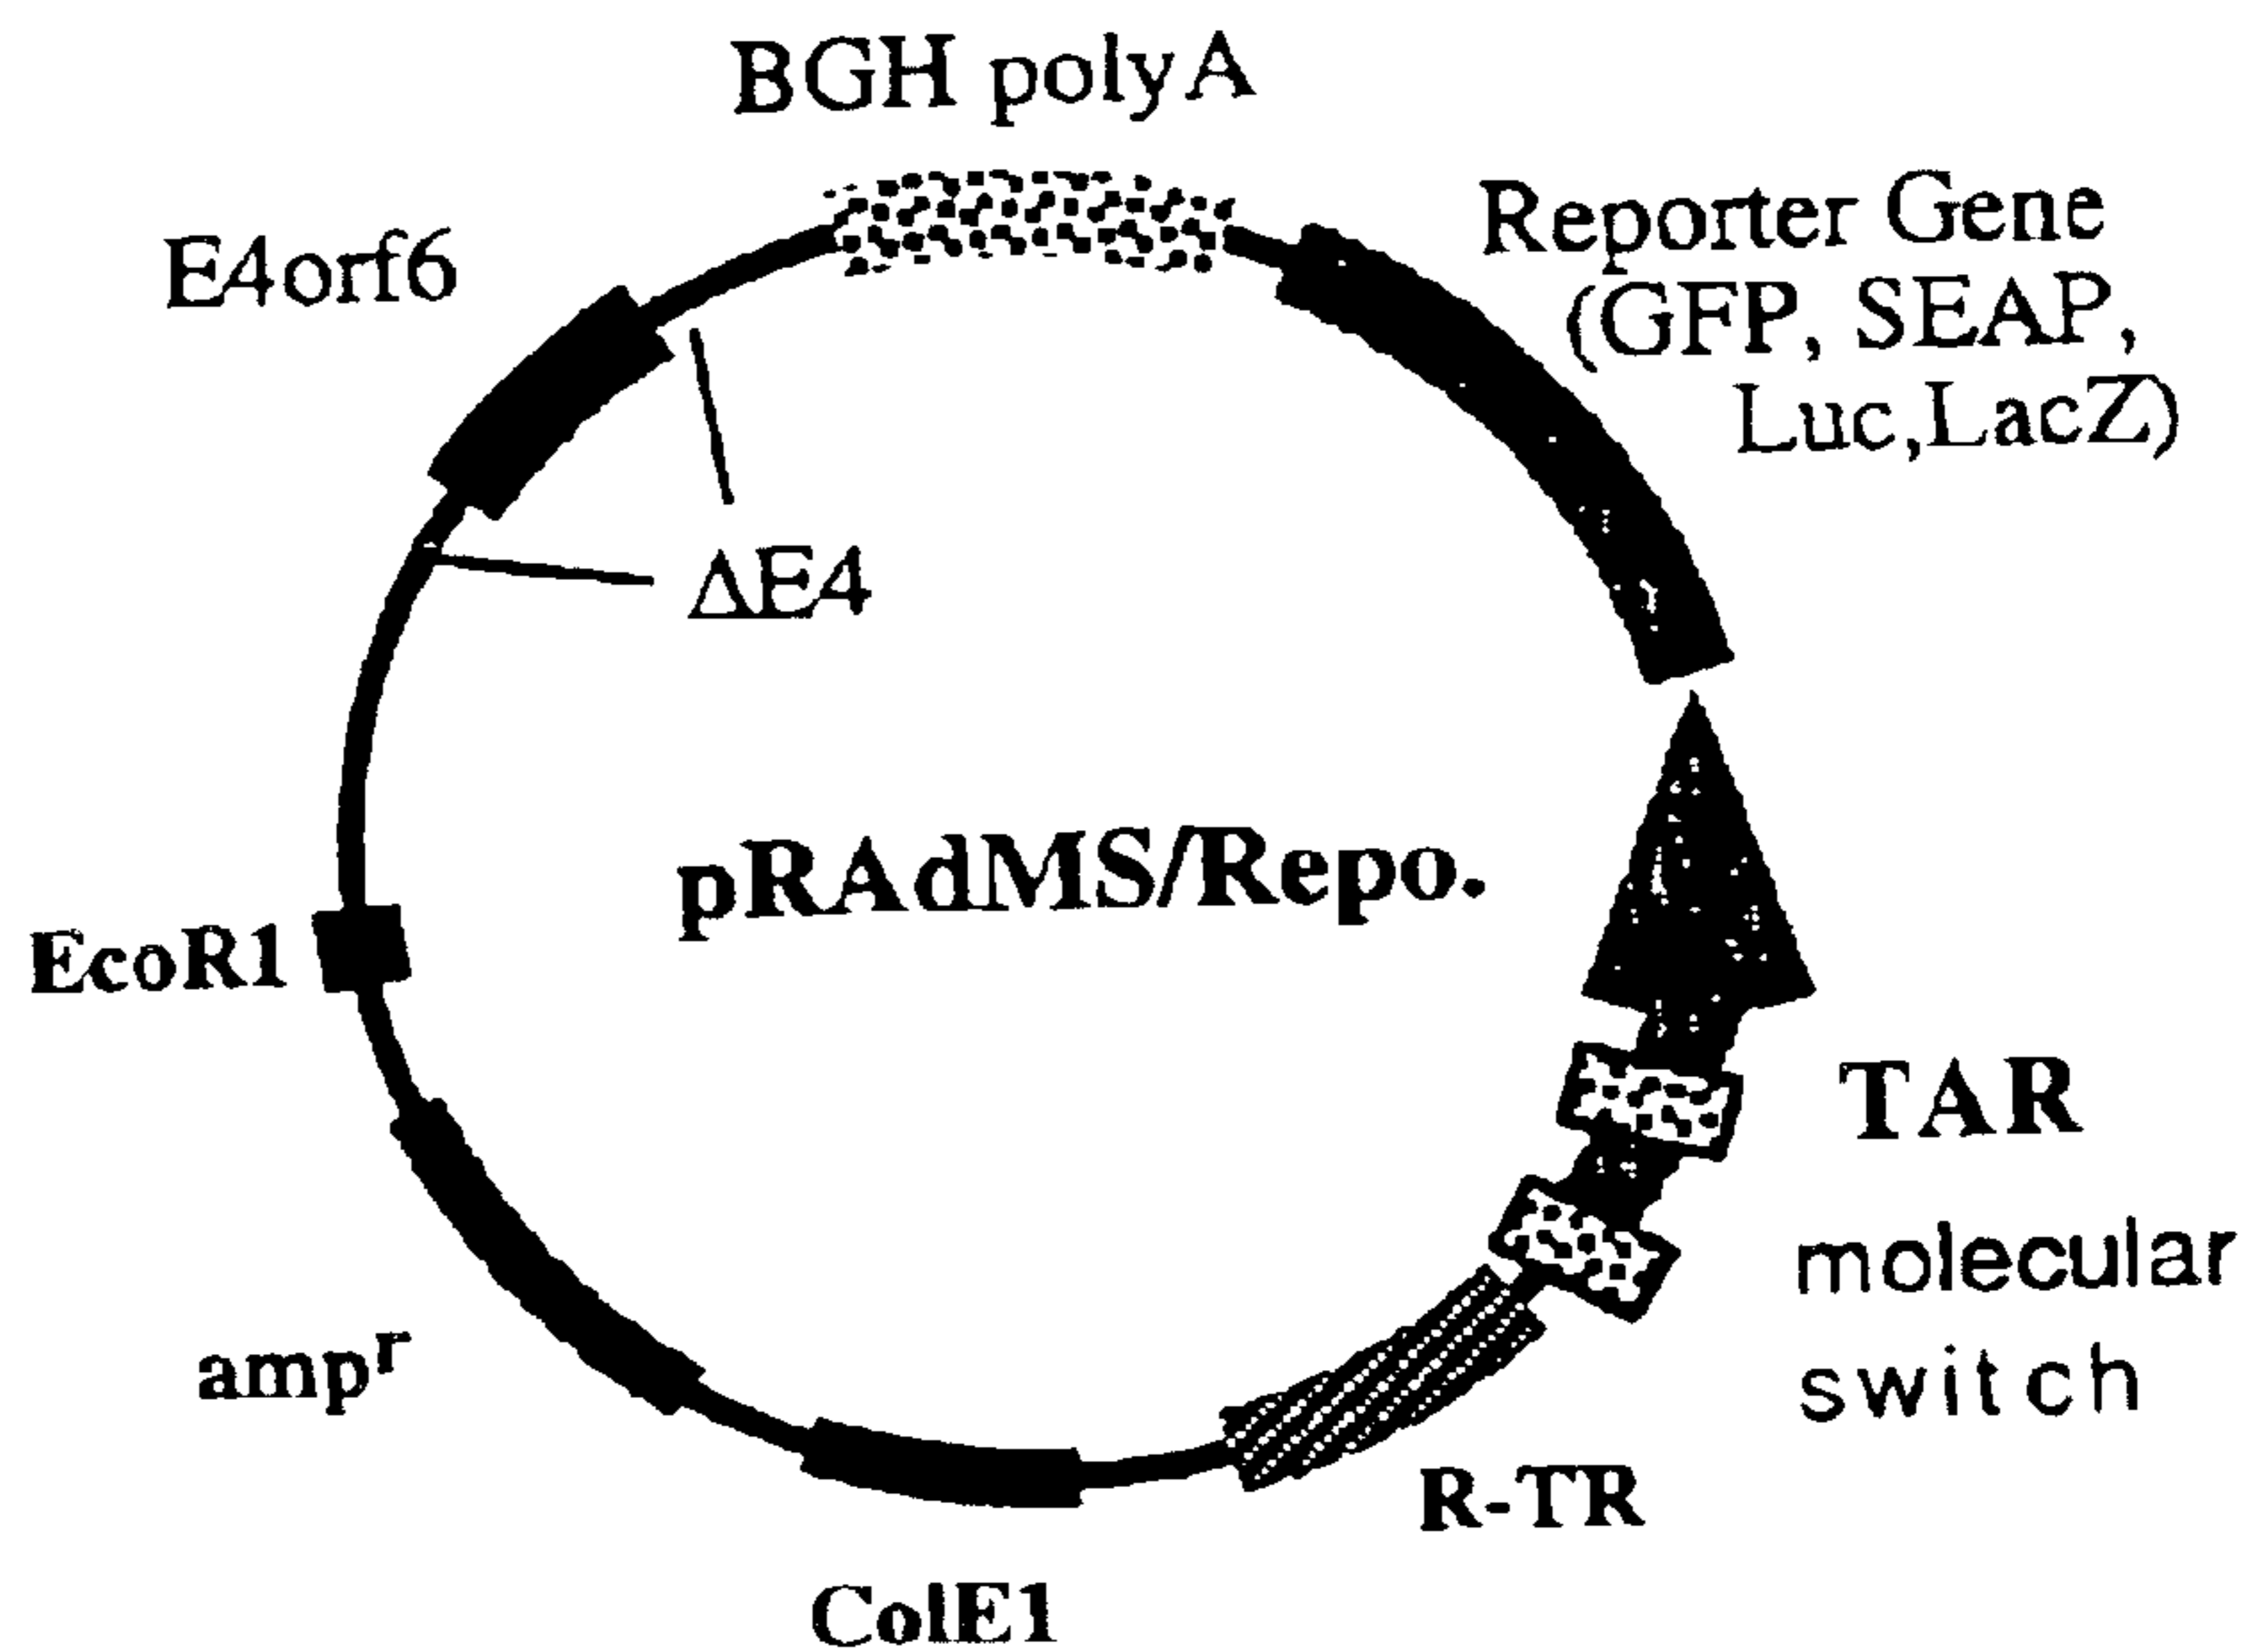 BGH polyA
Reporter Gene
(GFP, SEAP,
Luc,LacZ)
E4orf6
ΔE4
pRAdMS/Repo.
EcoR1
TAR
molecular
switch
ampʳ
R-TR
ColE1